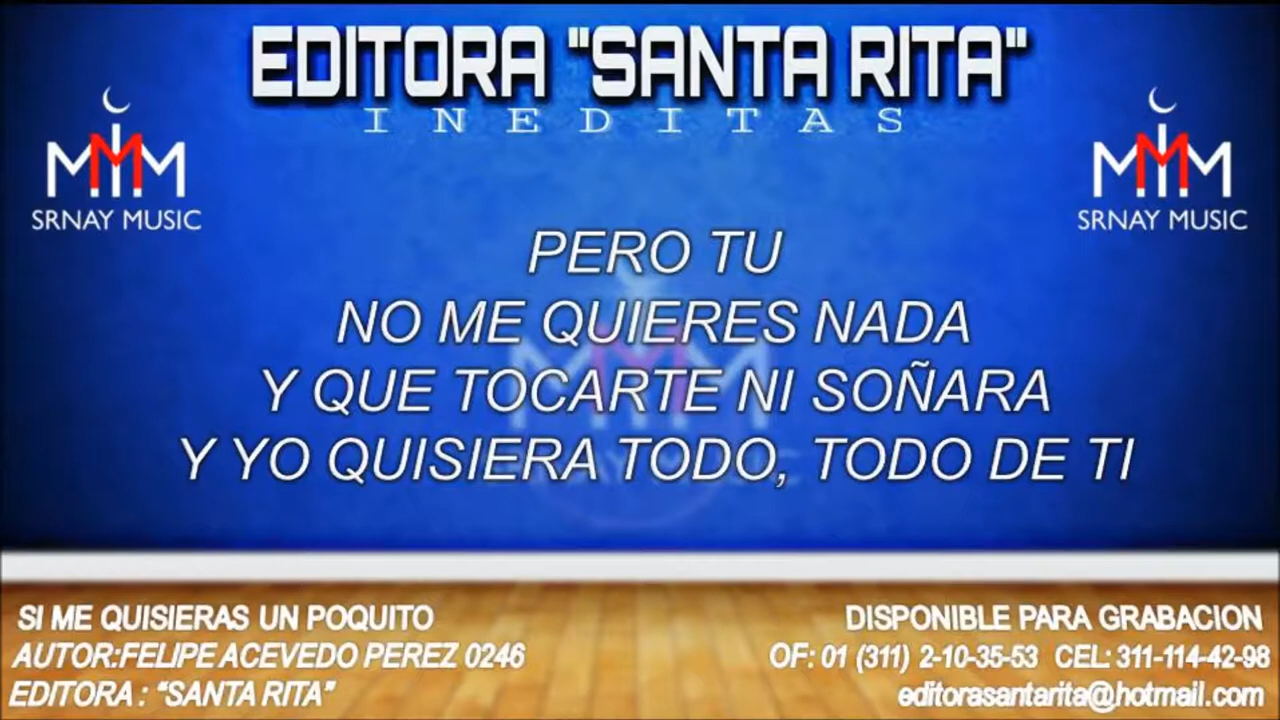 EDITORA "SANTA RITA"
INEDITAS
SRNAY MUSIC
SRNAY MUSIC
PERO TU
NO ME QUIERES NADA
Y QUE TOCARTE NI SOÑARA
Y YO QUISIERA TODO, TODO DE TI
SI ME QUISIERAS UN POQUITO
AUTOR:FELIPE ACEVEDO PEREZ 0246
EDITORA : "SANTA RITA"
DISPONIBLE PARA GRABACION
OF: 01 (311) 2-10-35-53 CEL: 311-114-42-98
editorasantarita@hotmail.com